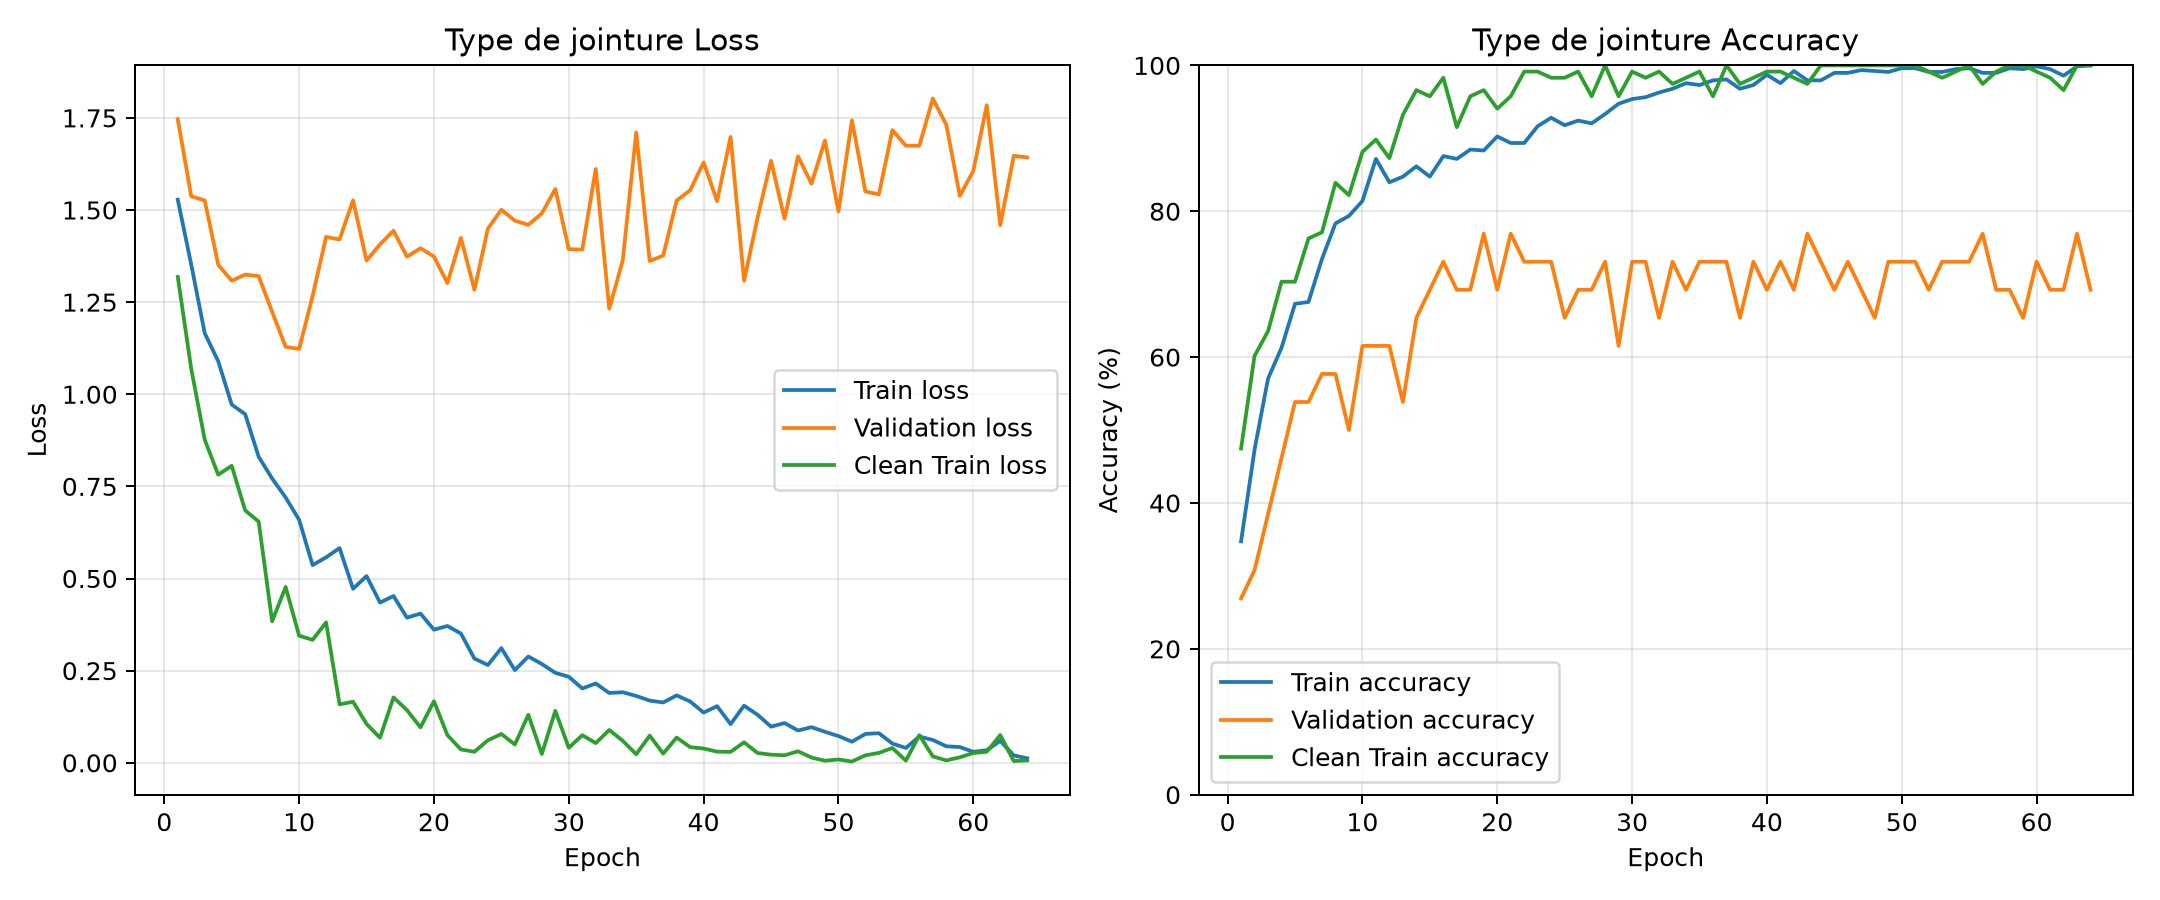 Type de jointure Loss
1.75
1.50
1.25
1.00
0.75
0.50
0.25
0.00
Loss
Train loss
Validation loss
Clean Train loss
0 10 20 30 40 50 60
Epoch
Type de jointure Accuracy
100
80
60
40
20
0
Accuracy (%)
Train accuracy
Validation accuracy
Clean Train accuracy
0 10 20 30 40 50 60
Epoch